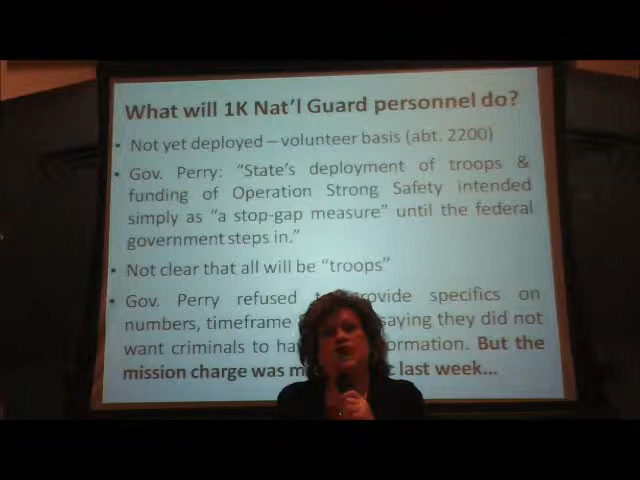 What will 1K Nat'l Guard personnel do?
• Not yet deployed – volunteer basis (abt. 2200)
• Gov. Perry: "State's deployment of troops &
funding of Operation Strong Safety intended
simply as "a stop-gap measure" until the federal
government steps in."
• Not clear that all will be "troops"
• Gov. Perry refused provide specifics on
numbers, timeframe saying they did not
want criminals to
mission charge was last week…
But the